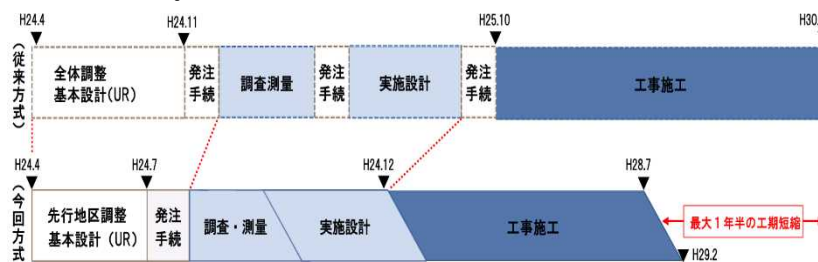 H24.4
H24.11
H25.10
H30.
(従来方式)
全体調整
基本設計(UR)
発注
手続
調査測量
発注
手続
実施設計
発注
手続
工事施工
H24.4
H24.7
H24.12
H28.7
(今回方式)
先行地区調整
基本設計(UR)
発注
手続
調査・測量
実施設計
工事施工
最大1年半の工期短縮
H29.2